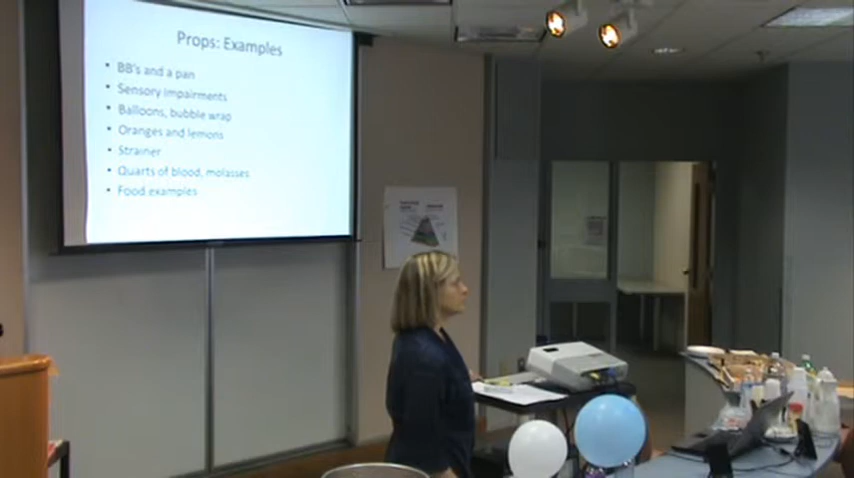 Props: Examples
• BB's and a pan
• Sensory impairments
• Balloons, bubble wrap
• Oranges and lemons
• Strainer
• Quarts of blood, molasses
• Food examples